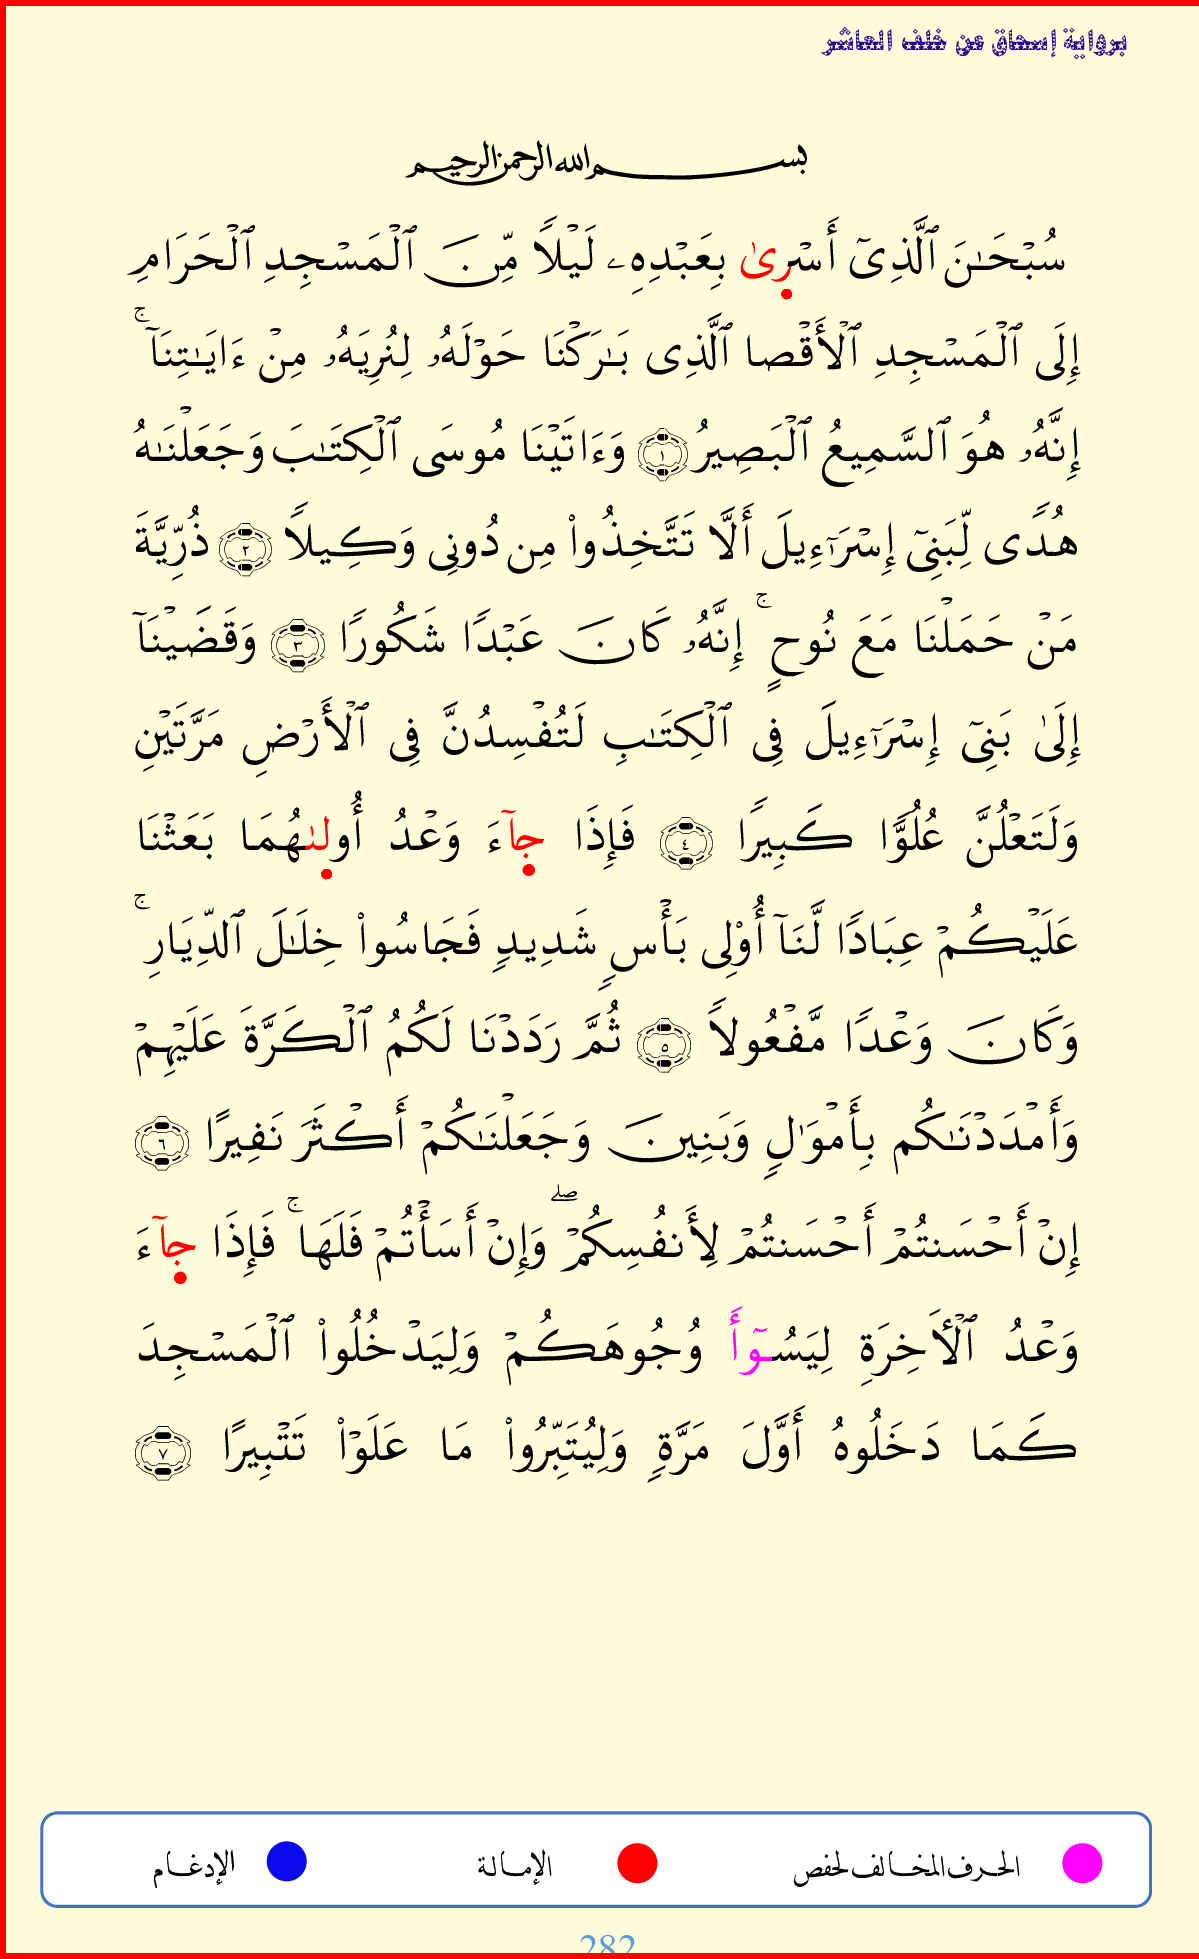 برواية إسحاق عن خلف العاشر
بسم الله الرحمن الرحيم
سُبْحَـٰنَ ٱلَّذِىٓ أَسْرِىٰ بِعَبْدِهِۦ لَيْلًا مِّنَ ٱلْمَسْجِدِ ٱلْحَرَامِ
إِلَى ٱلْمَسْجِدِ ٱلْأَقْصا ٱلَّذِى بَـٰرَكْنَا حَوْلَهُۥ لِنُرِيَهُۥ مِنْ ءَايَـٰتِنَآ ۚ
إِنَّهُۥ هُوَ ٱلسَّمِيعُ ٱلْبَصِيرُ ١ وَءَاتَيْنَا مُوسَى ٱلْكِتَـٰبَ وَجَعَلْنَـٰهُ
هُدًى لِّبَنِىٓ إِسْرَٰٓءِيلَ أَلَّا تَتَّخِذُوا۟ مِن دُونِى وَكِيلًا ٢ ذُرِّيَّةَ
مَنْ حَمَلْنَا مَعَ نُوحٍ ۚ إِنَّهُۥ كَانَ عَبْدًا شَكُورًا ٣ وَقَضَيْنَآ
إِلَىٰ بَنِىٓ إِسْرَٰٓءِيلَ فِى ٱلْكِتَـٰبِ لَتُفْسِدُنَّ فِى ٱلْأَرْضِ مَرَّتَيْنِ
وَلَتَعْلُنَّ عُلُوًّا كَبِيرًا ٤ فَإِذَا جِآءَ وَعْدُ أُولىٰهُمَا بَعَثْنَا
عَلَيْكُمْ عِبَادًا لَّنَآ أُو۟لِى بَأْسٍ شَدِيدٍ فَجَاسُوا۟ خِلَـٰلَ ٱلدِّيَارِ ۚ
وَكَانَ وَعْدًا مَّفْعُولًا ٥ ثُمَّ رَدَدْنَا لَكُمُ ٱلْكَرَّةَ عَلَيْهِمْ
وَأَمْدَدْنَـٰكُم بِأَمْوَٰلٍ وَبَنِينَ وَجَعَلْنَـٰكُمْ أَكْثَرَ نَفِيرًا ٦
إِنْ أَحْسَنتُمْ أَحْسَنتُمْ لِأَنفُسِكُمْ ۖ وَإِنْ أَسَأْتُمْ فَلَهَا ۚ فَإِذَا جِآءَ
وَعْدُ ٱلْأَخِرَةِ لِيَسُـوٓأَ وُجُوهَكُمْ وَلِيَدْخُلُوا۟ ٱلْمَسْجِدَ
كَمَا دَخَلُوهُ أَوَّلَ مَرَّةٍ وَلِيُتَبِّرُوا۟ مَا عَلَوْا۟ تَتْبِيرًا ٧
الحرف المخالف لحفص الإمالة الإدغام
282